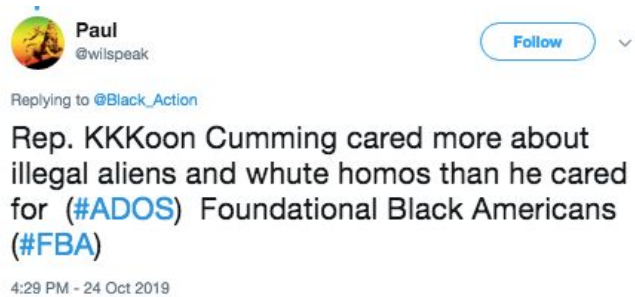 Paul
@wilspeak
Follow
Replying to @Black_Action
Rep. KKKoon Cumming cared more about
illegal aliens and whute homos than he cared
for (#ADOS) Foundational Black Americans
(#FBA)
4:29 PM - 24 Oct 2019